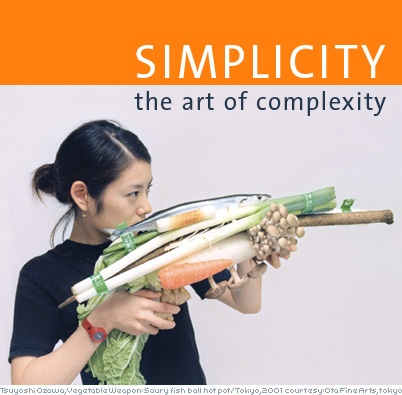 SIMPLICITY
the art of complexity
Tsuyoshi Ozawa,Vegetable Weapon:Saury fish ball hot pot/Tokyo,2001 courtesy:Ota Fine Arts,tokyo